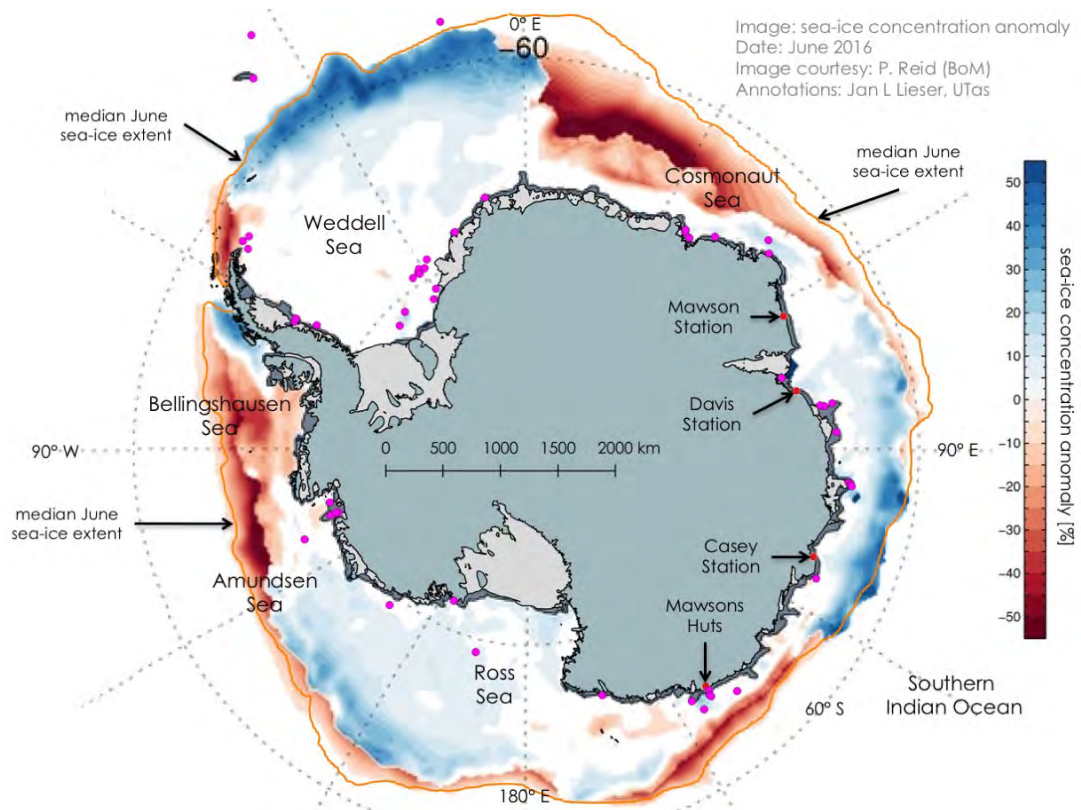 Image: sea-ice concentration anomaly
Date: June 2016
Image courtesy: P. Reid (BoM)
Annotations: Jan L Lieser, UTas
0° E
−60
median June
sea-ice extent
median June
sea-ice extent
Cosmonaut
Sea
Weddell
Sea
Mawson
Station
Davis
Station
Bellingshausen
Sea
90° W
0 500 1000 1500 2000 km
90° E
median June
sea-ice extent
Casey
Station
Amundsen
Sea
Mawsons
Huts
Ross
Sea
Southern
Indian Ocean
60° S
180° E
50
40
30
20
10
0
−10
−20
−30
−40
−50
sea-ice concentration anomaly [%]